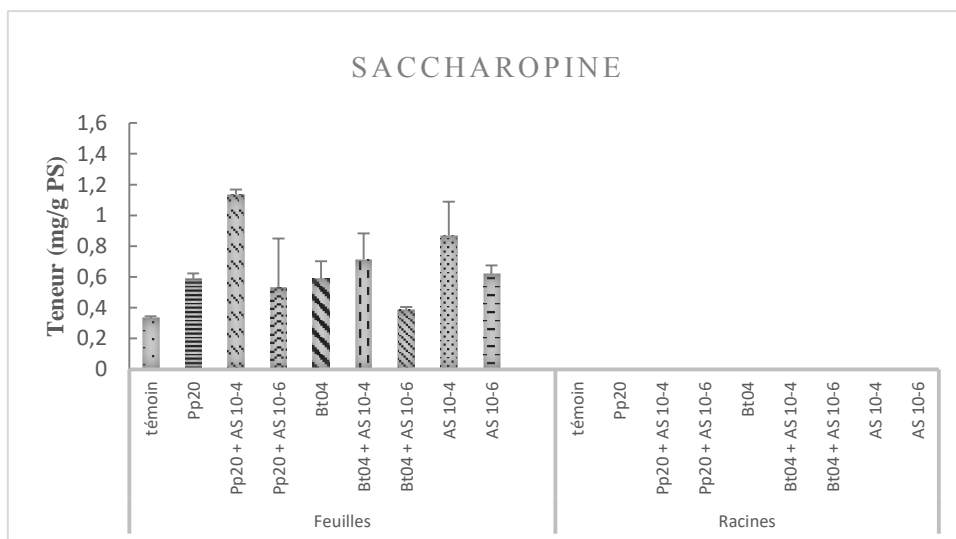 SACCHAROPINE
Teneur (mg/g PS)
1,6
1,4
1,2
1
0,8
0,6
0,4
0,2
0
témoin
Pp20
Pp20 + AS 10-4
Pp20 + AS 10-6
Bt04
Bt04 + AS 10-4
Bt04 + AS 10-6
AS 10-4
AS 10-6
témoin
Pp20
Pp20 + AS 10-4
Pp20 + AS 10-6
Bt04
Bt04 + AS 10-4
Bt04 + AS 10-6
AS 10-4
AS 10-6
Feuilles
Racines